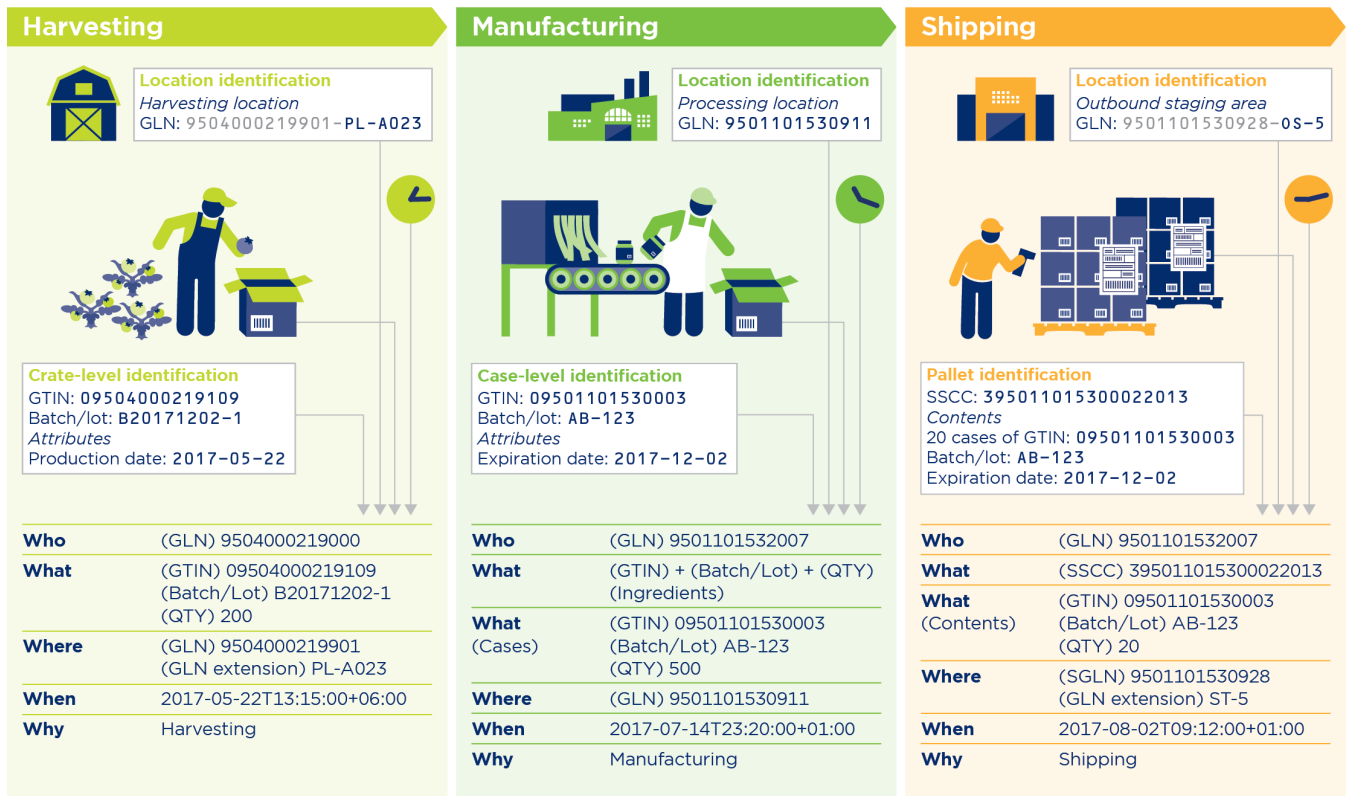 Harvesting
Location identification
Harvesting location
GLN: 9504000219901-PL-A023
Crate-level identification
GTIN: 09504000219109
Batch/lot: B20171202-1
Attributes
Production date: 2017-05-22
Who (GLN) 9504000219000
What (GTIN) 09504000219109
(Batch/Lot) B20171202-1
(QTY) 200
Where (GLN) 9504000219901
(GLN extension) PL-A023
When 2017-05-22T13:15:00+06:00
Why Harvesting
Manufacturing
Location identification
Processing location
GLN: 9501101530911
Case-level identification
GTIN: 09501101530003
Batch/lot: AB-123
Attributes
Expiration date: 2017-12-02
Who (GLN) 9501101532007
What (GTIN) + (Batch/Lot) + (QTY)
(Ingredients)
What (GTIN) 09501101530003
(Cases) (Batch/Lot) AB-123
(QTY) 500
Where (GLN) 9501101530911
When 2017-07-14T23:20:00+01:00
Why Manufacturing
Shipping
Location identification
Outbound staging area
GLN: 9501101530928-OS-5
Pallet identification
SSCC: 395011015300022013
Contents
20 cases of GTIN: 09501101530003
Batch/lot: AB-123
Expiration date: 2017-12-02
Who (GLN) 9501101532007
What (SSCC) 395011015300022013
What (GTIN) 09501101530003
(Contents) (Batch/Lot) AB-123
(QTY) 20
Where (SGLN) 9501101530928
(GLN extension) ST-5
When 2017-08-02T09:12:00+01:00
Why Shipping